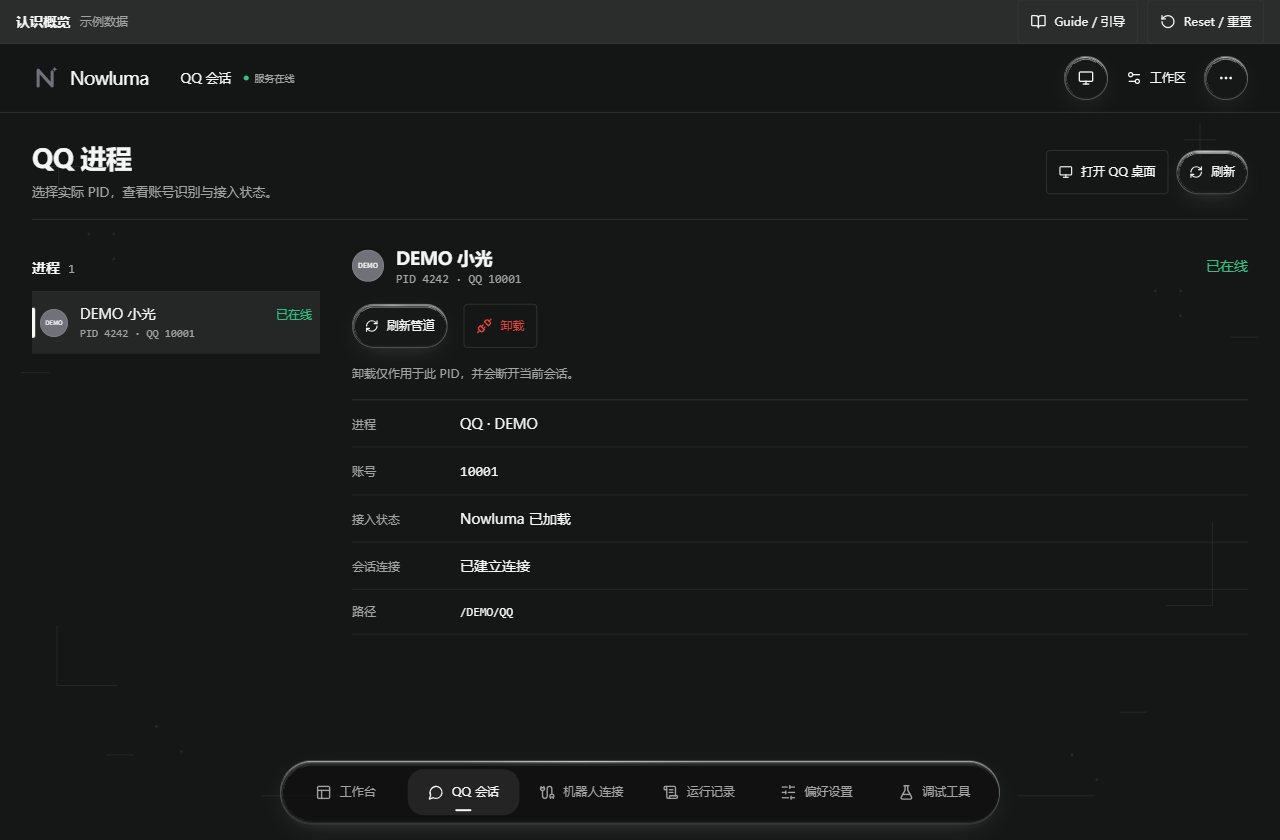 认识概览 示例数据 Guide / 引导 Reset / 重置
Nowluma QQ 会话 服务在线 工作区
QQ 进程
选择实际 PID，查看账号识别与接入状态。
打开 QQ 桌面 刷新
进程 1
DEMO DEMO 小光 已在线
PID 4242 · QQ 10001
DEMO DEMO 小光 已在线
PID 4242 · QQ 10001
刷新管道 卸载
卸载仅作用于此 PID，并会断开当前会话。
进程 QQ · DEMO
账号 10001
接入状态 Nowluma 已加载
会话连接 已建立连接
路径 /DEMO/QQ
工作台 QQ 会话 机器人连接 运行记录 偏好设置 调试工具